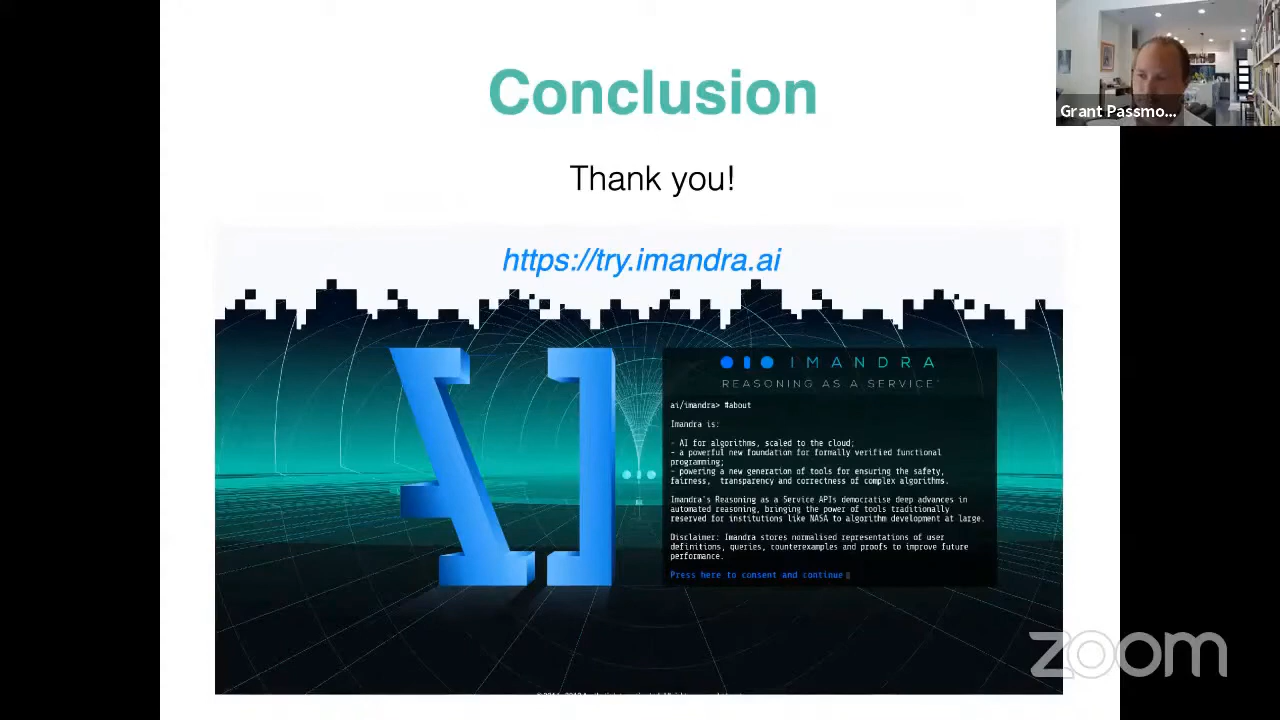 Conclusion
Grant Passmo...
Thank you!
https://try.imandra.ai
IMANDRA
REASONING AS A SERVICE
ai/imandra> #about
Imandra is:
- AI for algorithms, scaled to the cloud;
- a powerful new foundation for formally verified functional
programming;
- powering a new generation of tools for ensuring the safety,
fairness, transparency and correctness of complex algorithms.
Imandra's Reasoning as a Service APIs democratise deep advances in
automated reasoning, bringing the power of tools traditionally
reserved for institutions like NASA to algorithm development at large.
Disclaimer: Imandra stores normalised representations of user
definitions, queries, counterexamples and proofs to improve future
performance.
Press here to consent and continue
zoom